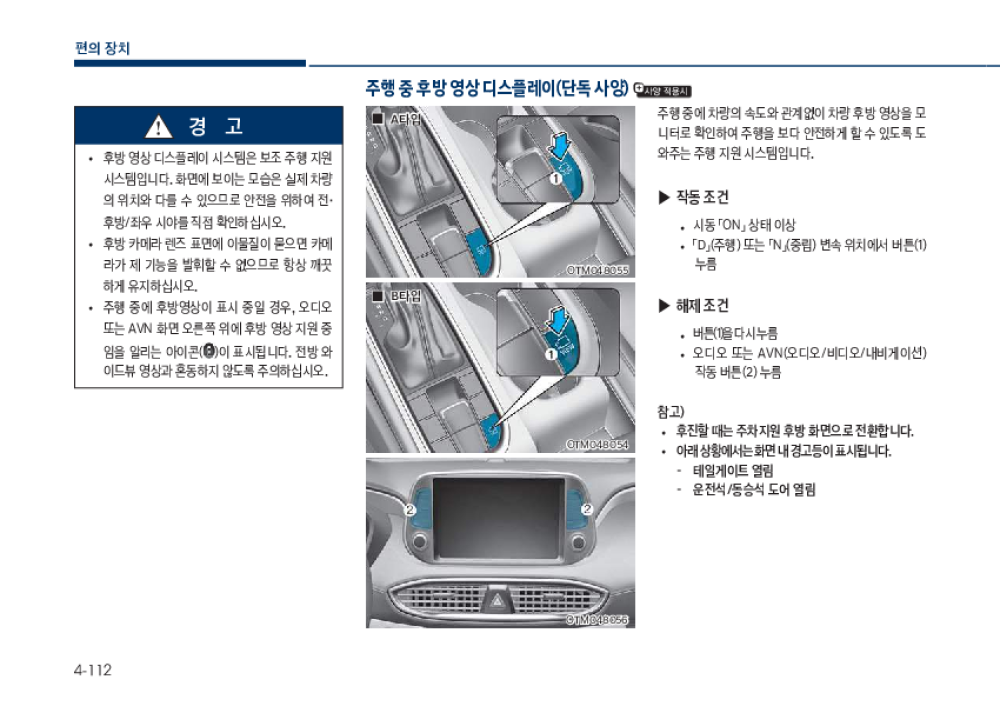 편의 장치
경 고
• 후방 영상 디스플레이 시스템은 보조 주행 지원
시스템입니다. 화면에 보이는 모습은 실제 차량
의 위치와 다를 수 있으므로 안전을 위하여 전·
후방/좌우 시야를 직접 확인하십시오.
• 후방 카메라 렌즈 표면에 이물질이 묻으면 카메
라가 제 기능을 발휘할 수 없으므로 항상 깨끗
하게 유지하십시오.
• 주행 중에 후방영상이 표시 중일 경우, 오디오
또는 AVN 화면 오른쪽 위에 후방 영상 지원 중
임을 알리는 아이콘( )이 표시됩니다. 전방 와
이드뷰 영상과 혼동하지 않도록 주의하십시오.
주행 중 후방 영상 디스플레이(단독 사양) 사양 적용시
■ A타입
1
OTM048055
■ B타입
VIEW
1
OTM048054
2
2
OTM048056
주행 중에 차량의 속도와 관계없이 차량 후방 영상을 모
니터로 확인하여 주행을 보다 안전하게 할 수 있도록 도
와주는 주행 지원 시스템입니다.
▶ 작동 조건
• 시동 「ON」 상태 이상
• 「D」(주행) 또는 「N」(중립) 변속 위치에서 버튼(1)
누름
▶ 해제 조건
• 버튼(1)을 다시 누름
• 오디오 또는 AVN(오디오/비디오/내비게이션)
작동 버튼(2) 누름
참고)
• 후진할 때는 주차지원 후방 화면으로 전환합니다.
• 아래 상황에서는 화면 내 경고등이 표시됩니다.
- 테일게이트 열림
- 운전석/동승석 도어 열림
4-112